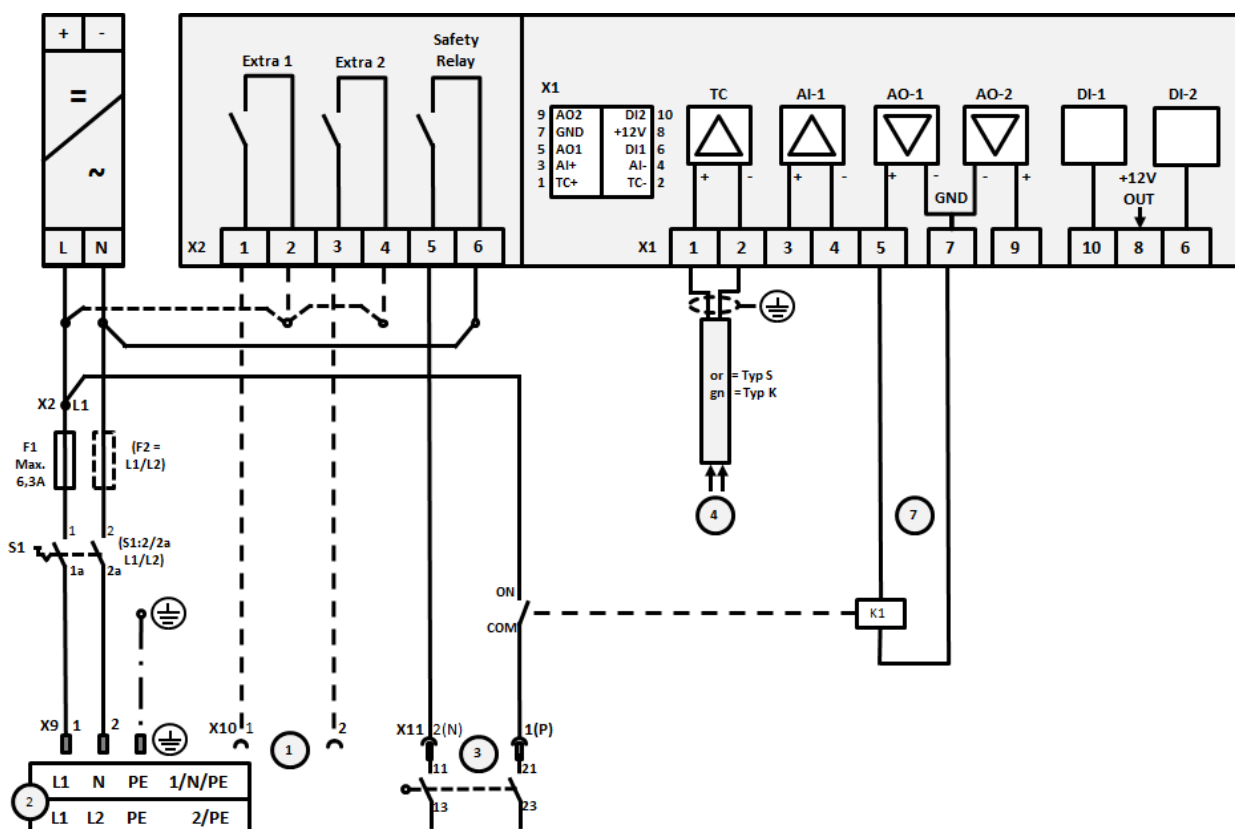 + -
=
~
L N
Extra 1 Extra 2 Safety
Relay
X2 1 2 3 4 5 6
X1
9 AO2 DI2 10
7 GND +12V 8
5 AO1 DI1 6
3 AI+ AI- 4
1 TC+ TC- 2
TC AI-1 AO-1 AO-2 DI-1 DI-2
+ - + - + - - +
GND
+12V
OUT
X1 1 2 3 4 5 7 9 10 8 6
or = Typ S
gn = Typ K
4
7
X2 L1
F1
Max.
6,3A
(F2 =
L1/L2)
S1
1 2
1a 2a
(S1:2/2a
L1/L2)
ON
COM
K1
X9 1 2
X10 1 2
1
X11 2(N) 1(P)
3
11 21
13 23
2
L1 N PE 1/N/PE
L1 L2 PE 2/PE